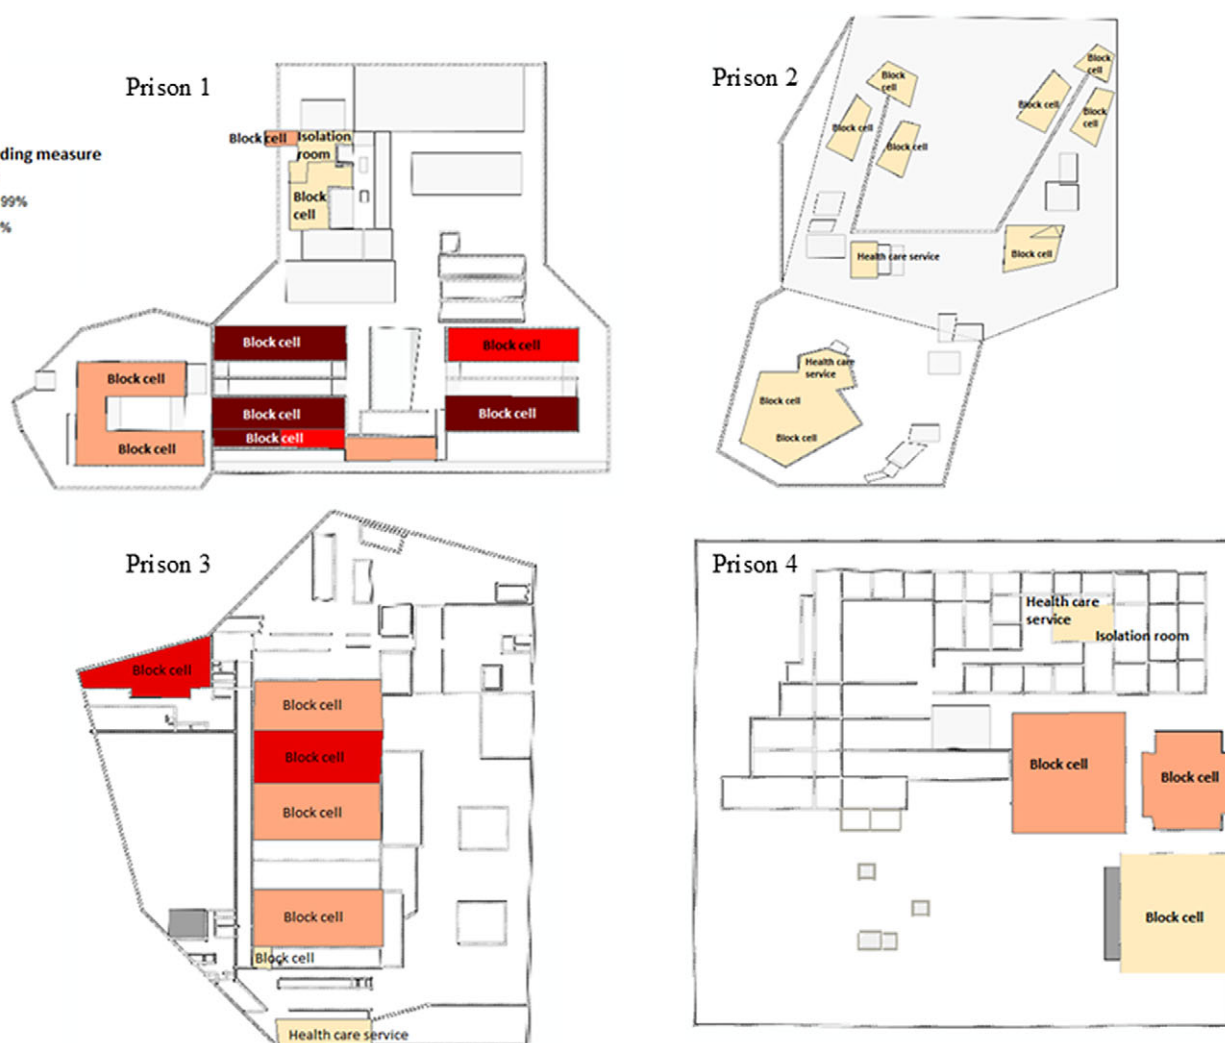 Prison 1
ding measure
99%
%
Block cell
Isolation
room
Block
cell
Block cell
Block cell
Block cell
Block cell
Block cell
Block cell
Block cell
Prison 2
Block
cell
Block cell
Block cell
Block
cell
Block cell
Block
cell
Block cell
Health care service
Health care
service
Block cell
Block cell
Prison 3
Block cell
Block cell
Block cell
Block cell
Block cell
Block cell
Health care service
Prison 4
Health care
service
Isolation room
Block cell
Block cell
Block cell